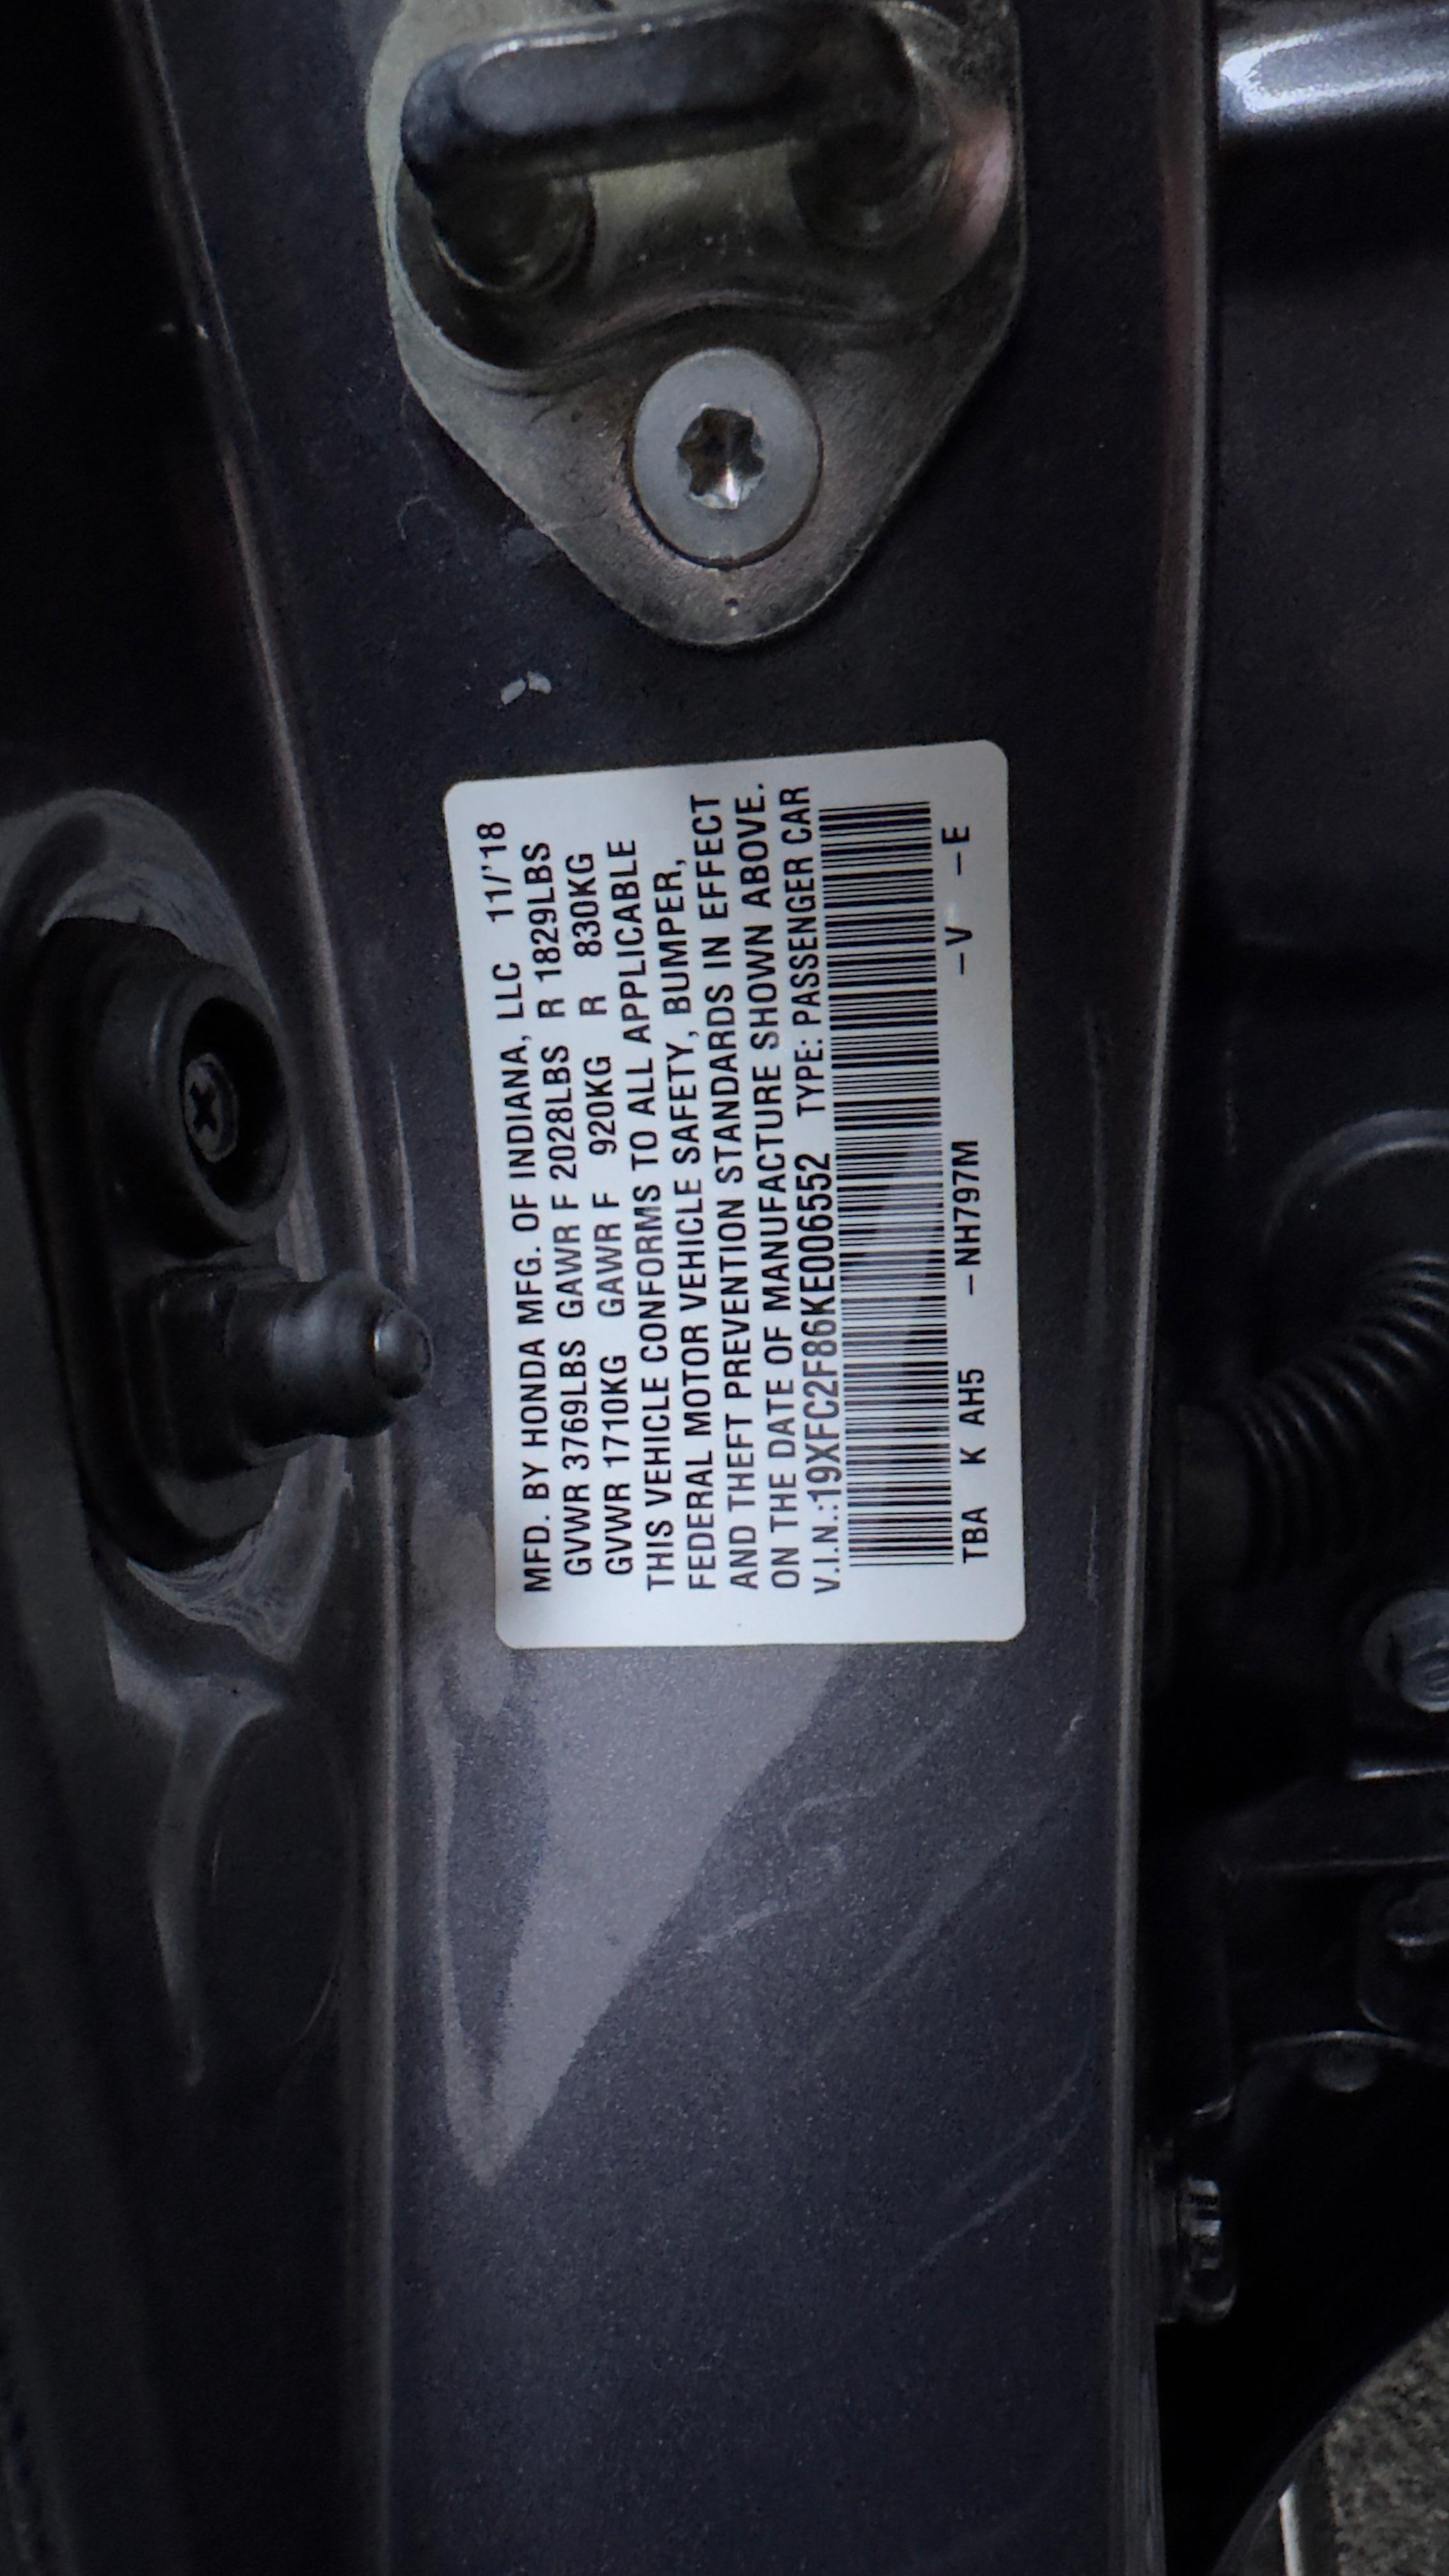 MFD. BY HONDA MFG. OF INDIANA, LLC 11/'18
GVWR 3769LBS GAWR F 2028LBS R 1829LBS
GVWR 1710KG GAWR F 920KG R 830KG
THIS VEHICLE CONFORMS TO ALL APPLICABLE
FEDERAL MOTOR VEHICLE SAFETY, BUMPER,
AND THEFT PREVENTION STANDARDS IN EFFECT
ON THE DATE OF MANUFACTURE SHOWN ABOVE.
V.I.N.:19XFC2F86KE006552 TYPE: PASSENGER CAR
TBA K AH5 -NH797M -V -E